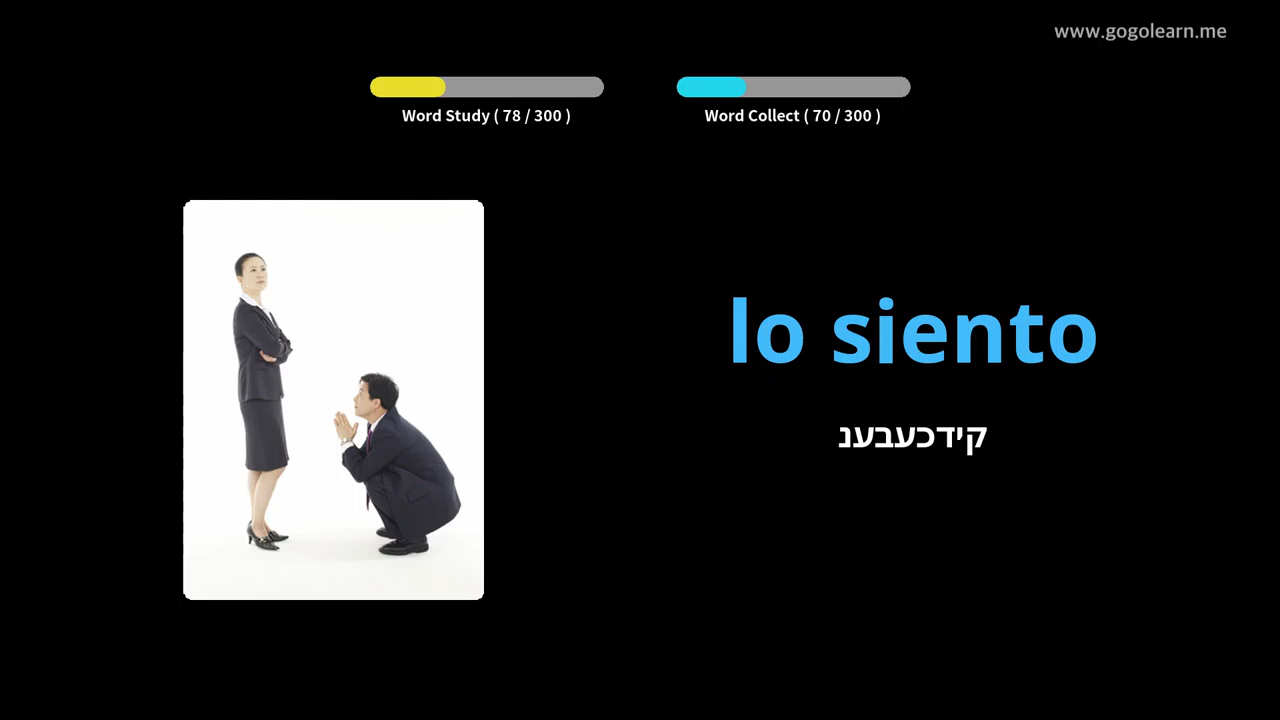 www.gogolearn.me
Word Study ( 78 / 300 )
Word Collect ( 70 / 300 )
lo siento
קידכעבענ